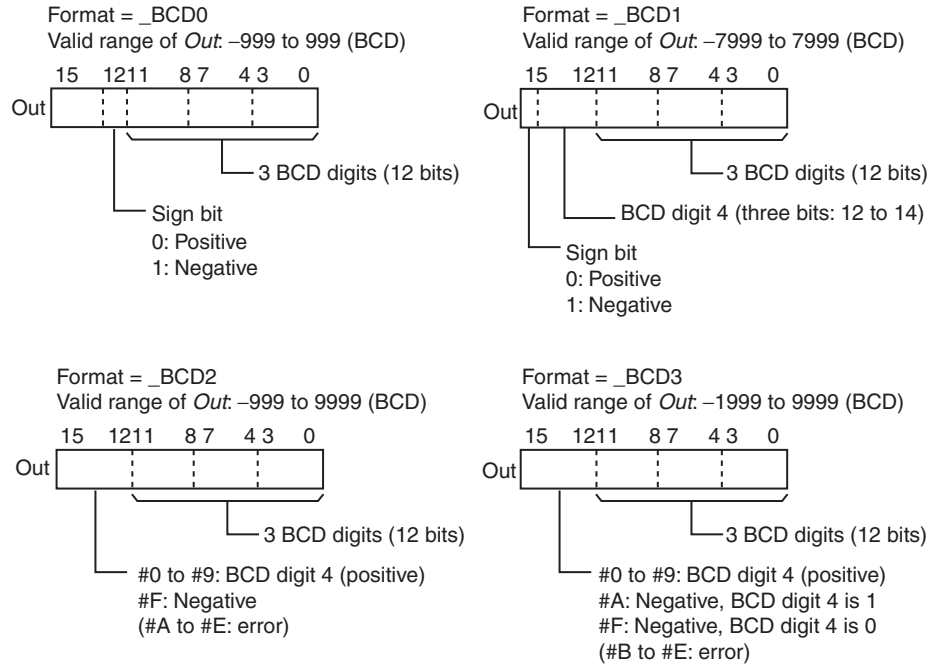 Format = _BCD0
Valid range of Out: –999 to 999 (BCD)
15 1211 8 7 4 3 0
Out
3 BCD digits (12 bits)
Sign bit
0: Positive
1: Negative
Format = _BCD1
Valid range of Out: –7999 to 7999 (BCD)
15 1211 8 7 4 3 0
Out
3 BCD digits (12 bits)
BCD digit 4 (three bits: 12 to 14)
Sign bit
0: Positive
1: Negative
Format = _BCD2
Valid range of Out: –999 to 9999 (BCD)
15 1211 8 7 4 3 0
Out
3 BCD digits (12 bits)
#0 to #9: BCD digit 4 (positive)
#F: Negative
(#A to #E: error)
Format = _BCD3
Valid range of Out: –1999 to 9999 (BCD)
15 1211 8 7 4 3 0
Out
3 BCD digits (12 bits)
#0 to #9: BCD digit 4 (positive)
#A: Negative, BCD digit 4 is 1
#F: Negative, BCD digit 4 is 0
(#B to #E: error)